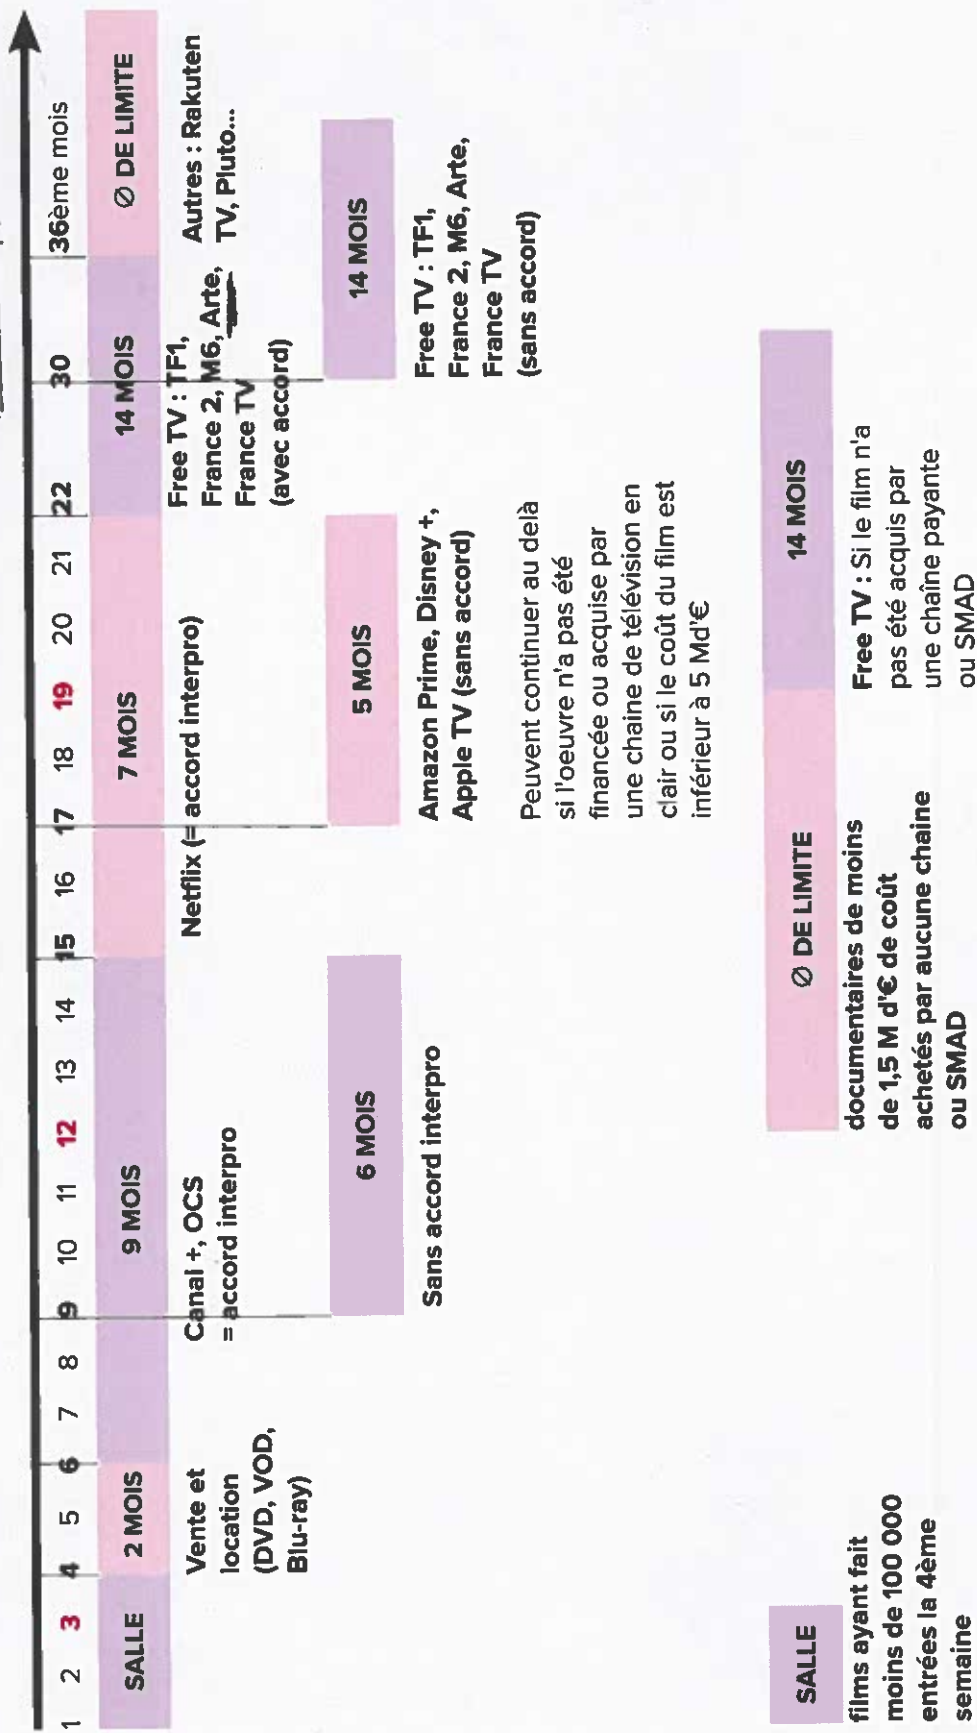 1 2 3 4 5 6 7 8 9 10 11 12 13 14 15 16 17 18 19 20 21 22 30 36ème mois
SALLE
2 MOIS
9 MOIS
7 MOIS
14 MOIS
Ø DE LIMITE
Vente et
location
(DVD, VOD,
Blu-ray)
Canal +, OCS
= accord interpro
Netflix (= accord interpro)
Free TV : TF1,
France 2, M6, Arte,
France TV
(avec accord)
Autres : Rakuten
TV, Pluto...
6 MOIS
Sans accord interpro
5 MOIS
Amazon Prime, Disney +,
Apple TV (sans accord)
Peuvent continuer au delà
si l'oeuvre n'a pas été
financée ou acquise par
une chaine de télévision en
clair ou si le coût du film est
inférieur à 5 Md'€
14 MOIS
Free TV : TF1,
France 2, M6, Arte,
France TV
(sans accord)
SALLE
films ayant fait
moins de 100 000
entrées la 4ème
semaine
Ø DE LIMITE
documentaires de moins
de 1,5 M d'€ de coût
achetés par aucune chaine
ou SMAD
14 MOIS
Free TV : Si le film n'a
pas été acquis par
une chaîne payante
ou SMAD